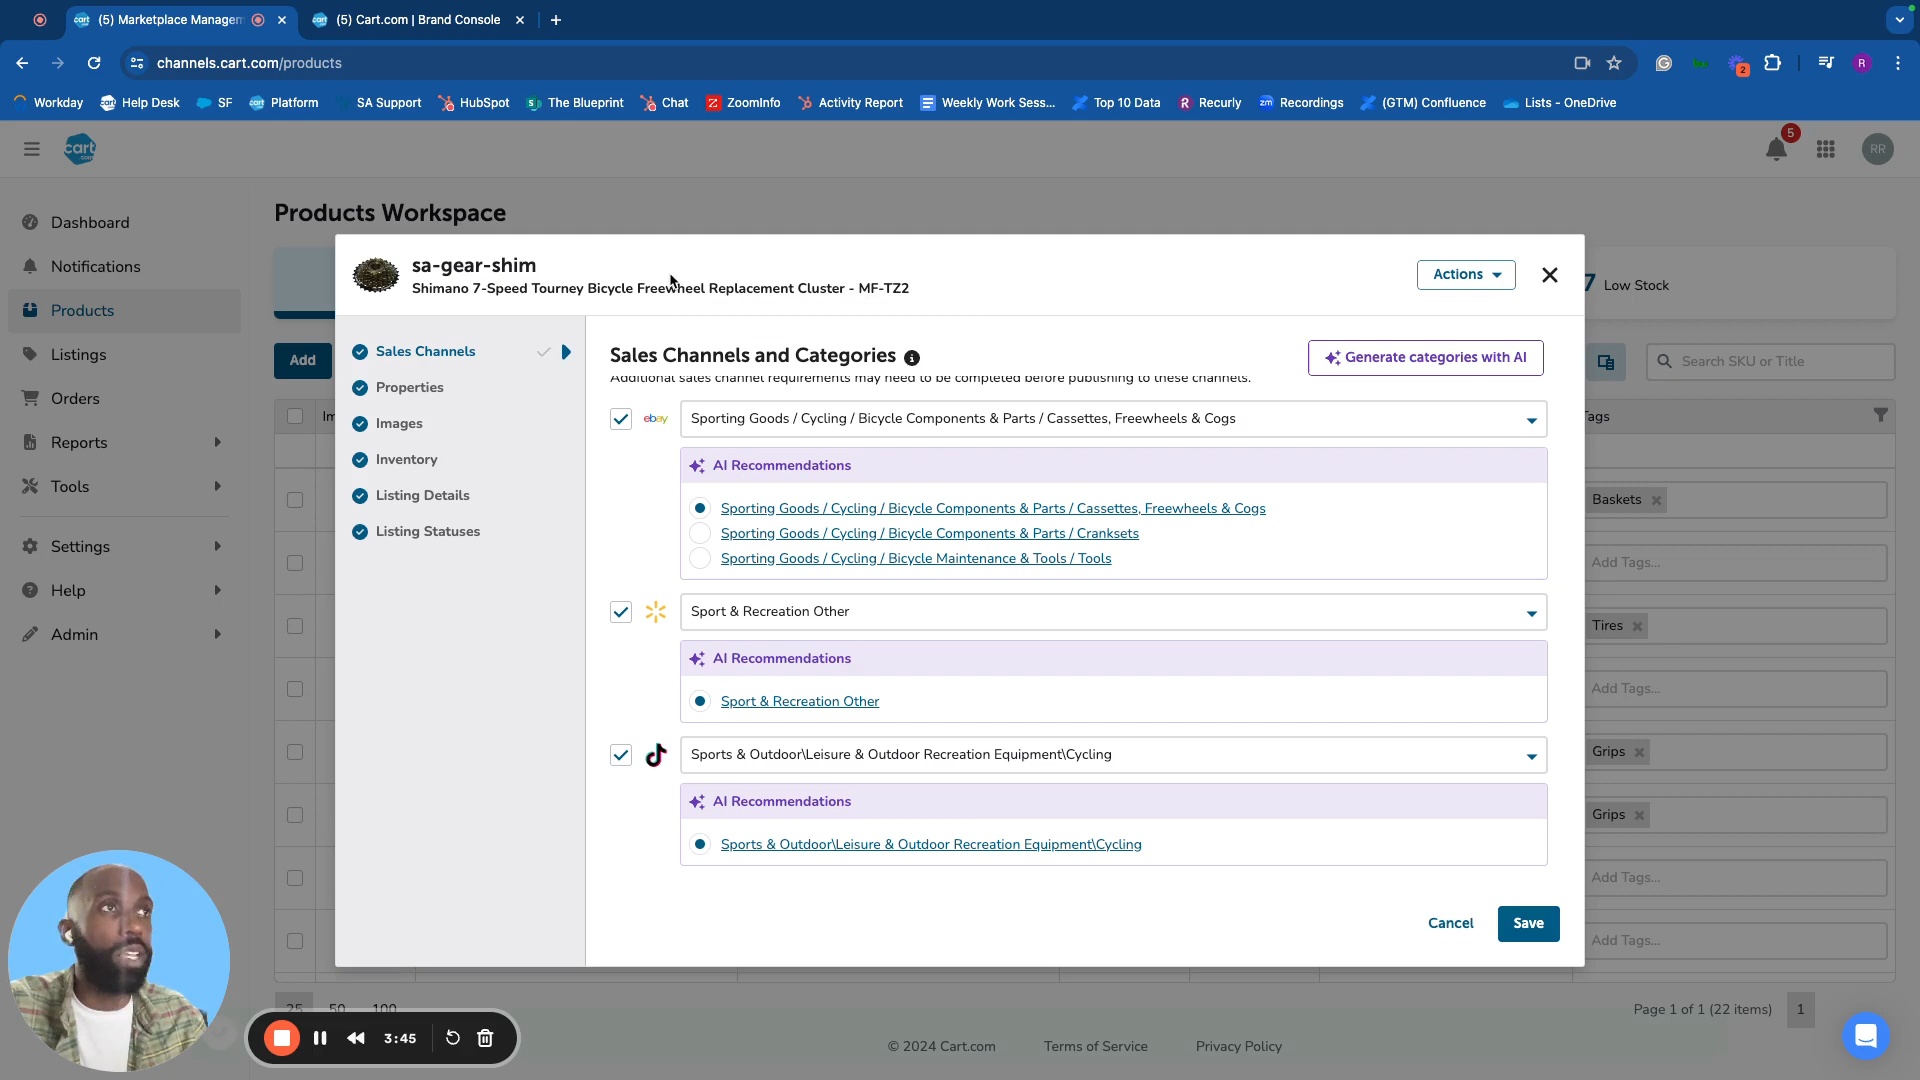 (5) Marketplace Managem
(5) Cart.com | Brand Console
channels.cart.com/products
2
R
Workday
Help Desk
SF
Platform
SA Support
HubSpot
The Blueprint
Chat
ZoomInfo
Activity Report
Weekly Work Sess...
Top 10 Data
Recurly
Recordings
(GTM) Confluence
Lists - OneDrive
cart
.com
5
RR
Dashboard
Notifications
Products
Listings
Orders
Reports
Tools
Settings
Help
Admin
Products Workspace
7 Low Stock
Add
Search SKU or Title
Im
Tags
Baskets
Add Tags...
Tires
Add Tags...
Grips
Grips
Add Tags...
Add Tags...
sa-gear-shim
Shimano 7-Speed Tourney Bicycle Freewheel Replacement Cluster - MF-TZ2
Actions
Sales Channels
Properties
Images
Inventory
Listing Details
Listing Statuses
Sales Channels and Categories
Generate categories with AI
Additional sales channel requirements may need to be completed before publishing to these channels.
ebay
Sporting Goods / Cycling / Bicycle Components & Parts / Cassettes, Freewheels & Cogs
AI Recommendations
Sporting Goods / Cycling / Bicycle Components & Parts / Cassettes, Freewheels & Cogs
Sporting Goods / Cycling / Bicycle Components & Parts / Cranksets
Sporting Goods / Cycling / Bicycle Maintenance & Tools / Tools
Sport & Recreation Other
AI Recommendations
Sport & Recreation Other
Sports & Outdoor\Leisure & Outdoor Recreation Equipment\Cycling
AI Recommendations
Sports & Outdoor\Leisure & Outdoor Recreation Equipment\Cycling
Cancel
Save
25 50 100
Page 1 of 1 (22 items)
1
3:45
© 2024 Cart.com
Terms of Service
Privacy Policy